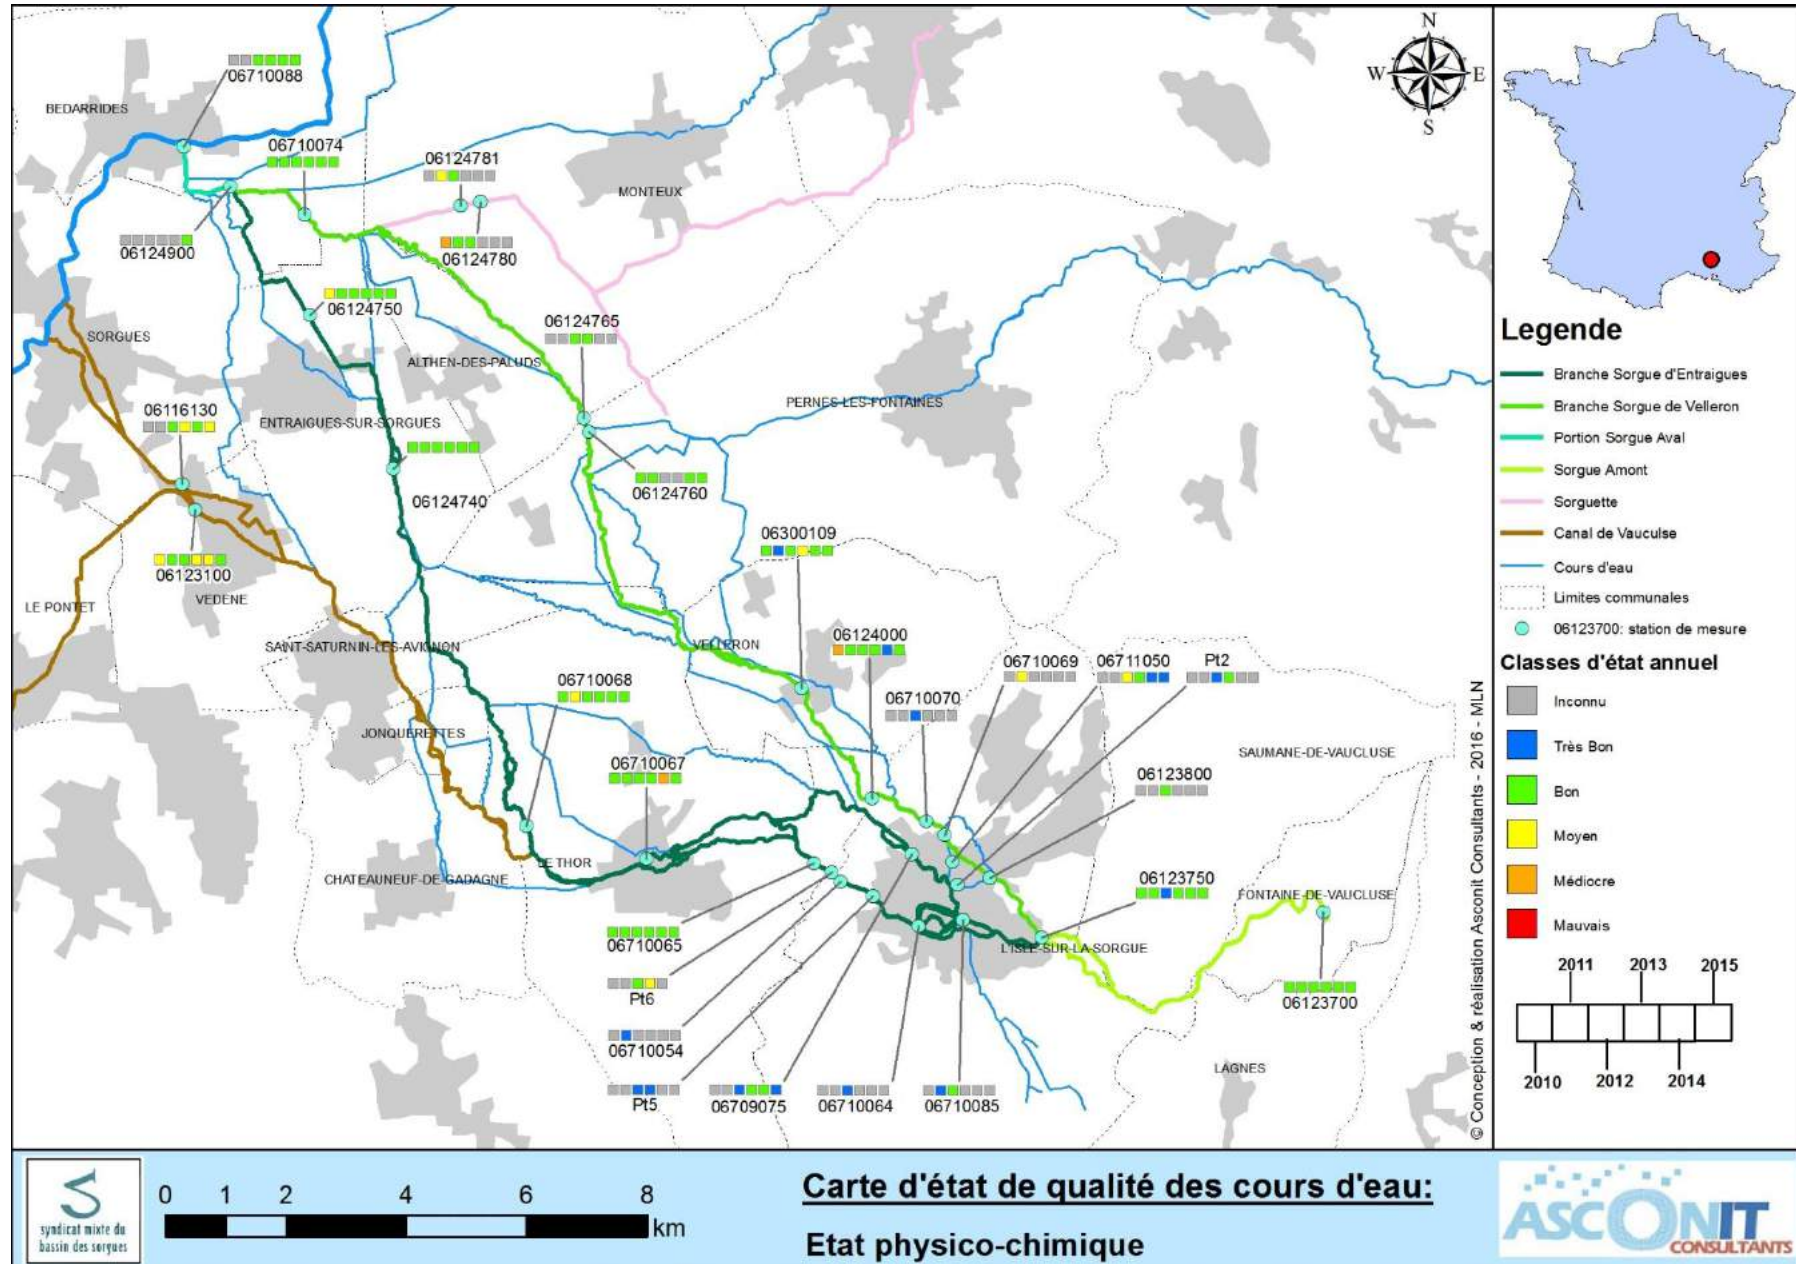 06710088
BEDARRIDES
06710074
06124781
MONTEUX
06124900
06124780
06124750
06124765
SORGUES
ALTHEN-DES-PALUDS
PERNES-LES-FONTAINES
06116130
ENTRAIGUES-SUR-SORGUES
06124740
06124760
06300109
06123100
VEDENE
LE PONTET
SAINT-SATURNIN-LES-AVIGNON
VELLERON
06124000
06710069
06711050
Pt2
06710068
06710070
JONQUERETTES
06710067
SAUMANE-DE-VAUCLUSE
06123800
LE THOR
CHATEAUNEUF-DE-GADAGNE
06123750
FONTAINE-DE-VAUCLUSE
06710065
L'ISLE-SUR-LA-SORGUE
Pt6
06123700
06710054
LAGNES
Pt5
06709075
06710064
06710085
N
W
E
S
© Conception & réalisation Asconit Consultants - 2016 - MLN
Legende
Branche Sorgue d'Entraigues
Branche Sorgue de Velleron
Portion Sorgue Aval
Sorgue Amont
Sorguette
Canal de Vauculse
Cours d'eau
Limites communales
06123700: station de mesure
Classes d'état annuel
Inconnu
Très Bon
Bon
Moyen
Médiocre
Mauvais
2011 2013 2015
2010 2012 2014
syndicat mixte du
bassin des sorgues
0 1 2 4 6 8
km
Carte d'état de qualité des cours d'eau:
Etat physico-chimique
ASCONIT
CONSULTANTS